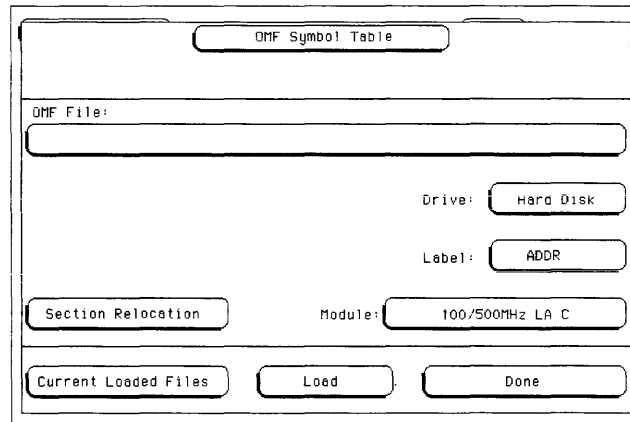 OMF Symbol Table
OMF File:
Drive: Hard Disk
Label: ADDR
Section Relocation Module: 100/500MHz LA C
Current Loaded Files Load Done